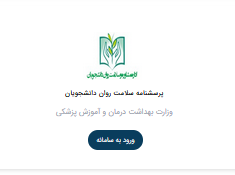 پرسشنامه سلامت روان دانشجویان
وزارت بهداشت درمان و آموزش پزشکی
ورود به سامانه